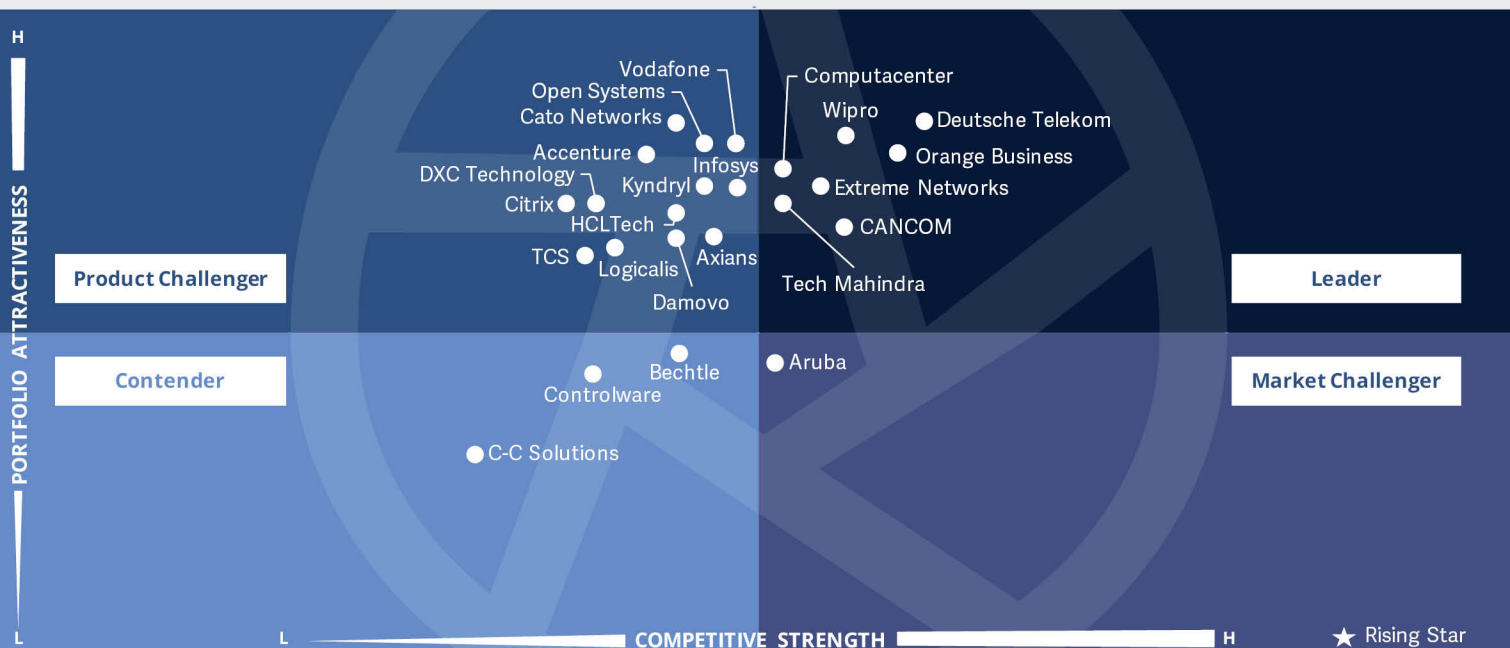 H
Vodafone
Computacenter
Open Systems
Wipro
Cato Networks
Deutsche Telekom
Accenture
Infosys
Orange Business
DXC Technology
Kyndryl
Extreme Networks
Citrix
HCLTech
CANCOM
TCS
Logicalis
Axians
Product Challenger
Leader
Tech Mahindra
Damovo
PORTFOLIO ATTRACTIVENESS
Contender
Bechtle
Aruba
Market Challenger
Controlware
C-C Solutions
L
L
COMPETITIVE STRENGTH
H
Rising Star